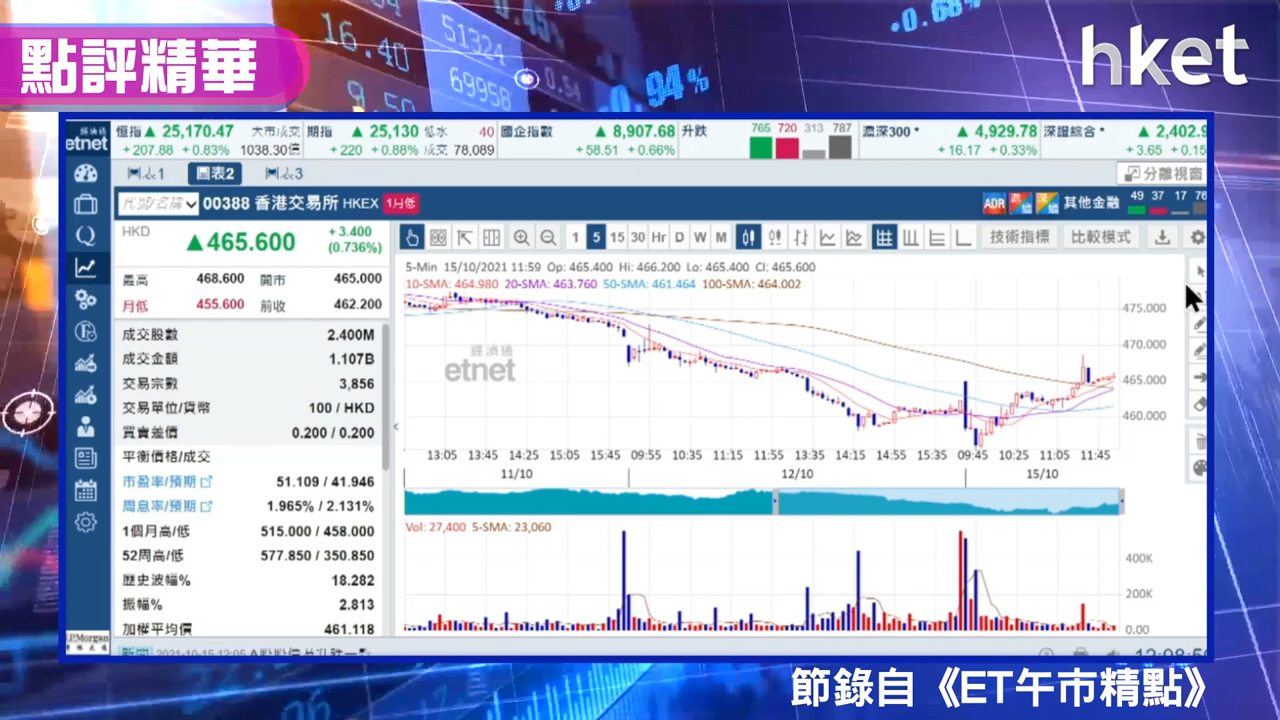 點評精華
hket
16.40
51324
69958
-0.68%
經濟通
etnet
恆指 ▲ 25,170.47 大市成交
+ 207.88 + 0.83% 1038.30億
期指 ▲ 25,130 低水 40
+ 220 + 0.88% 成交 78,089
國企指數 ▲ 8,907.68
+ 58.51 + 0.66%
升跌 765 720 313 787
滬深300 ▲ 4,929.78
+ 16.17 + 0.33%
深證綜合 ▲ 2,402.9
+ 3.65 + 0.15
圖表2
分離視窗
代號/名稱 00388 香港交易所 HKEX 1月低
ADR 其他金融 49 37 17 76
HKD ▲465.600 + 3.400
(0.736%)
最高 468.600 開市 465.000
月低 455.600 前收 462.200
成交股數 2.400M
成交金額 1.107B
交易宗數 3,856
交易單位/貨幣 100 / HKD
買賣差價 0.200 / 0.200
平衡價格/成交
市盈率/預期 51.109 / 41.946
周息率/預期 1.965% / 2.131%
1個月高/低 515.000 / 458.000
52周高/低 577.850 / 350.850
歷史波幅% 18.282
振幅% 2.813
加權平均價 461.118
1 5 15 30 Hr D W M 技術指標 比較模式
5-Min 15/10/2021 11:59 Op: 465.400 Hi: 466.200 Lo: 465.400 Cl: 465.600
10-SMA: 464.980 20-SMA: 463.760 50-SMA: 461.464 100-SMA: 464.002
475.000
470.000
465.000
460.000
經濟通
etnet
13:05 13:45 14:25 15:05 15:45 09:55 10:35 11:15 11:55 13:35 14:15 14:55 15:35 09:45 10:25 11:05 11:45
11/10 12/10 15/10
Vol: 27,400 5-SMA: 23,060
400K
200K
0.00
J.P.Morgan
節錄自《ET午市精點》